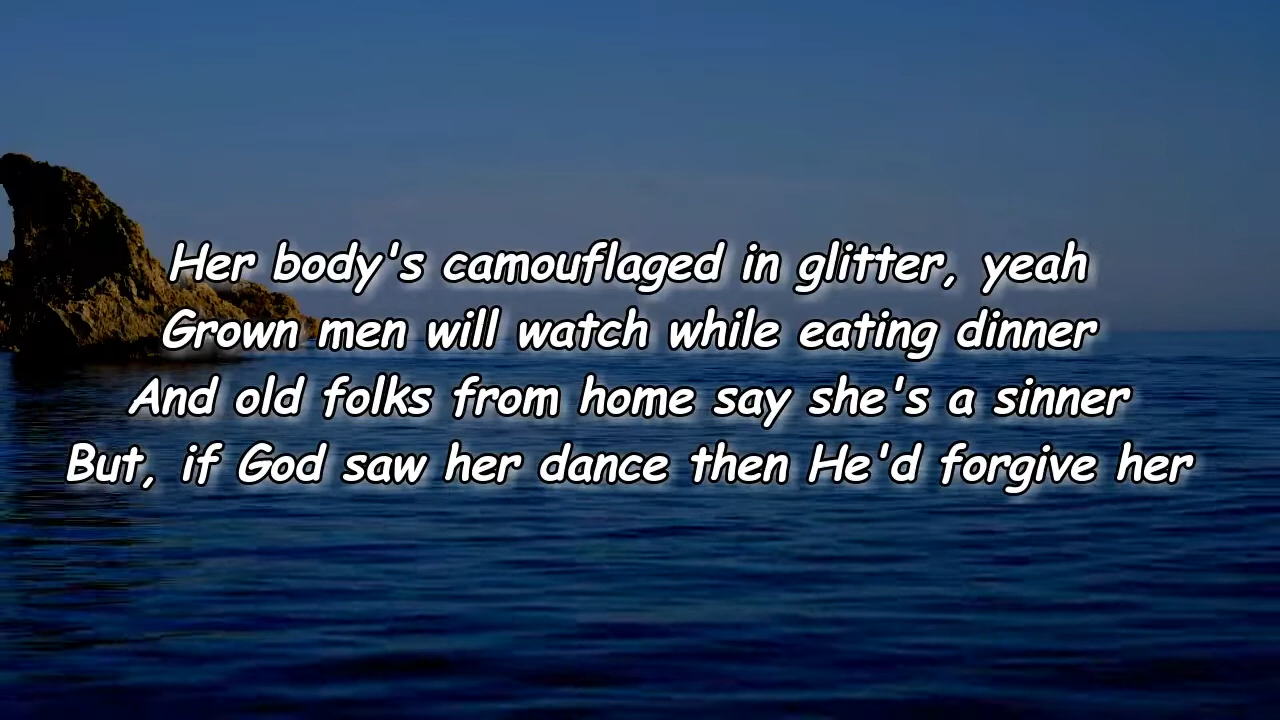 Her body's camouflaged in glitter, yeah
Grown men will watch while eating dinner
And old folks from home say she's a sinner
But, if God saw her dance then He'd forgive her